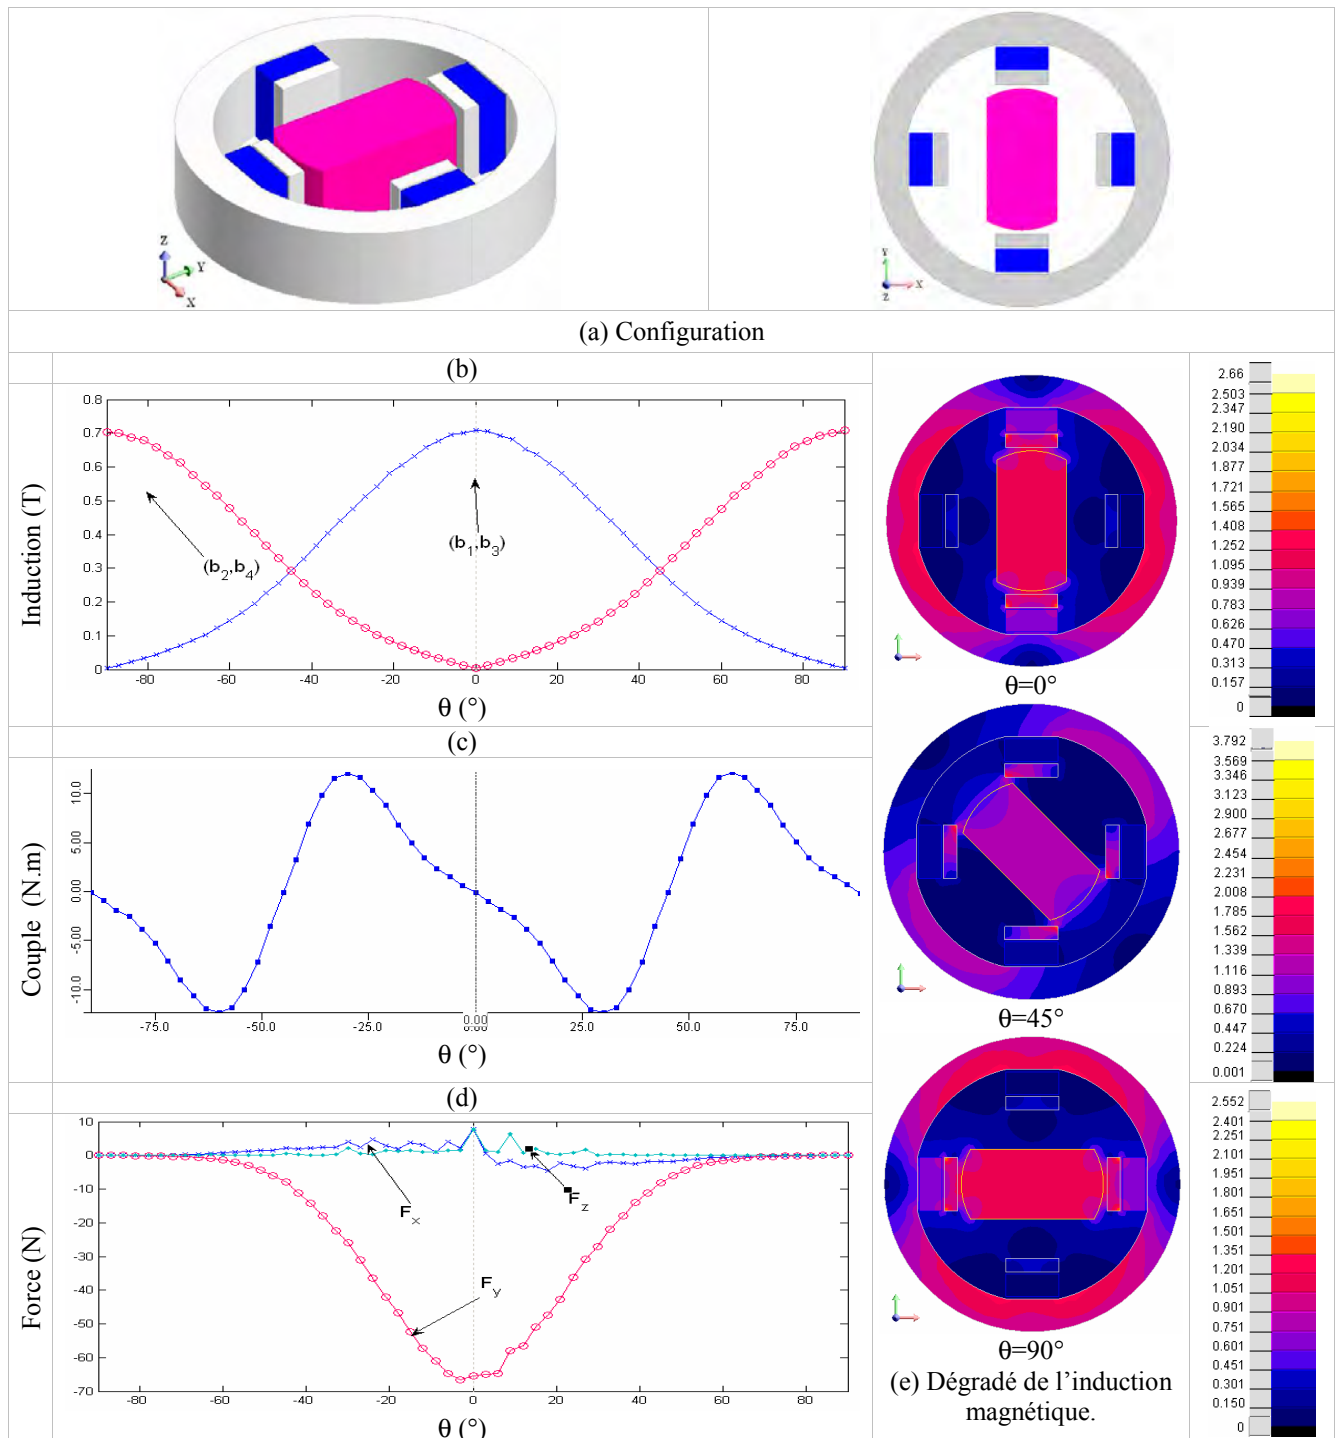 Z
Y
X
Y
Z
X
(a) Configuration
(b)
Induction (T)
0.8
0.7
0.6
0.5
0.4
0.3
0.2
0.1
0
(b2,b4)
(b1,b3)
-80 -60 -40 -20 0 20 40 60 80
θ (°)
(c)
Couple (N.m)
10.0
5.00
0.00
-5.00
-10.0
-75.0 -50.0 -25.0 0.00 25.0 50.0 75.0
θ (°)
(d)
Force (N)
10
0
-10
-20
-30
-40
-50
-60
-70
Fx
Fz
Fy
-80 -60 -40 -20 0 20 40 60 80
θ (°)
θ=0°
2.66
2.503
2.347
2.190
2.034
1.877
1.721
1.565
1.408
1.252
1.095
0.939
0.783
0.626
0.470
0.313
0.157
0
θ=45°
3.792
3.569
3.346
3.123
2.900
2.677
2.454
2.231
2.008
1.785
1.562
1.339
1.116
0.893
0.670
0.447
0.224
0.001
θ=90°
2.552
2.401
2.251
2.101
1.951
1.801
1.651
1.501
1.351
1.201
1.051
0.901
0.751
0.601
0.451
0.301
0.150
0
(e) Dégradé de l’induction
magnétique.